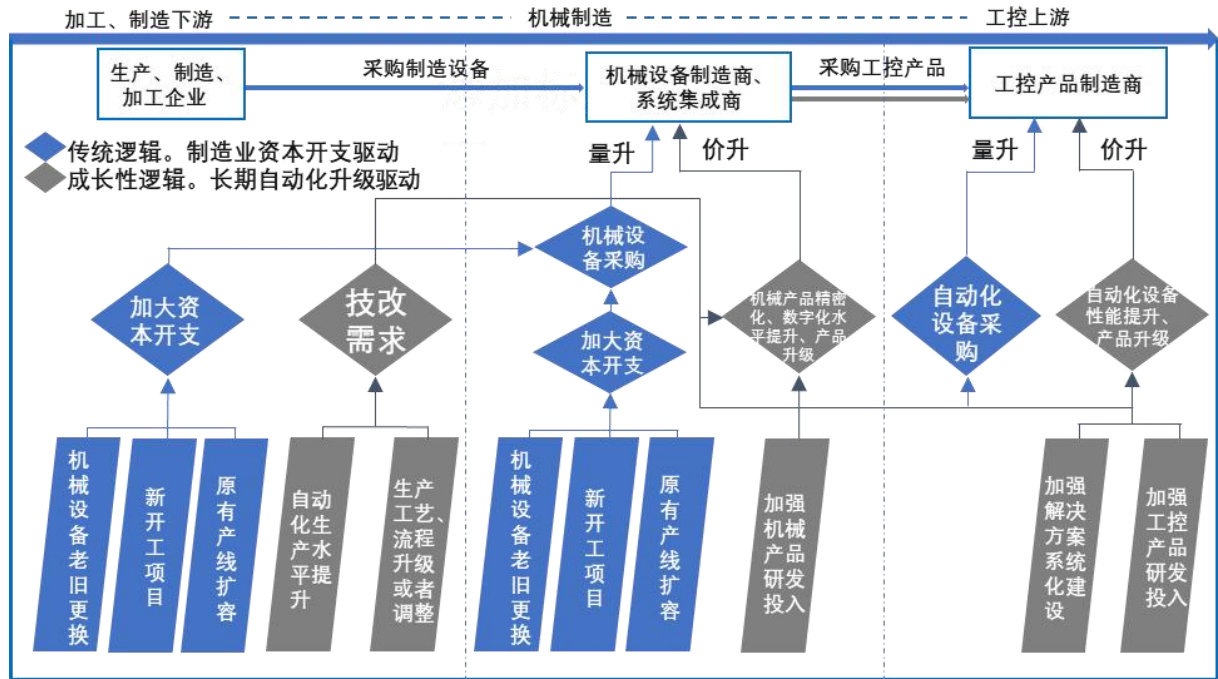 加工、制造下游
机械制造
工控上游
生产、制造、
加工企业
采购制造设备
机械设备制造商、
系统集成商
采购工控产品
工控产品制造商
传统逻辑。制造业资本开支驱动
成长性逻辑。长期自动化升级驱动
量升
价升
量升
价升
机械设
备采购
加大资
本开支
技改
需求
加大资
本开支
机械产品精密
化、数字化水
平提升、产品
升级
自动化
设备采
购
自动化设备
性能提升、
产品升级
机械设备老旧更换
新开工项目
原有产线扩容
自动
化生
产水
平提
升
生产
工艺、
流程
升级
或者
调整
机械设备老旧更换
新开工项目
原有产线扩容
加强
机械
产品
研发
投入
加强
解决
方案
系统
化建
设
加强
工控
产品
研发
投入